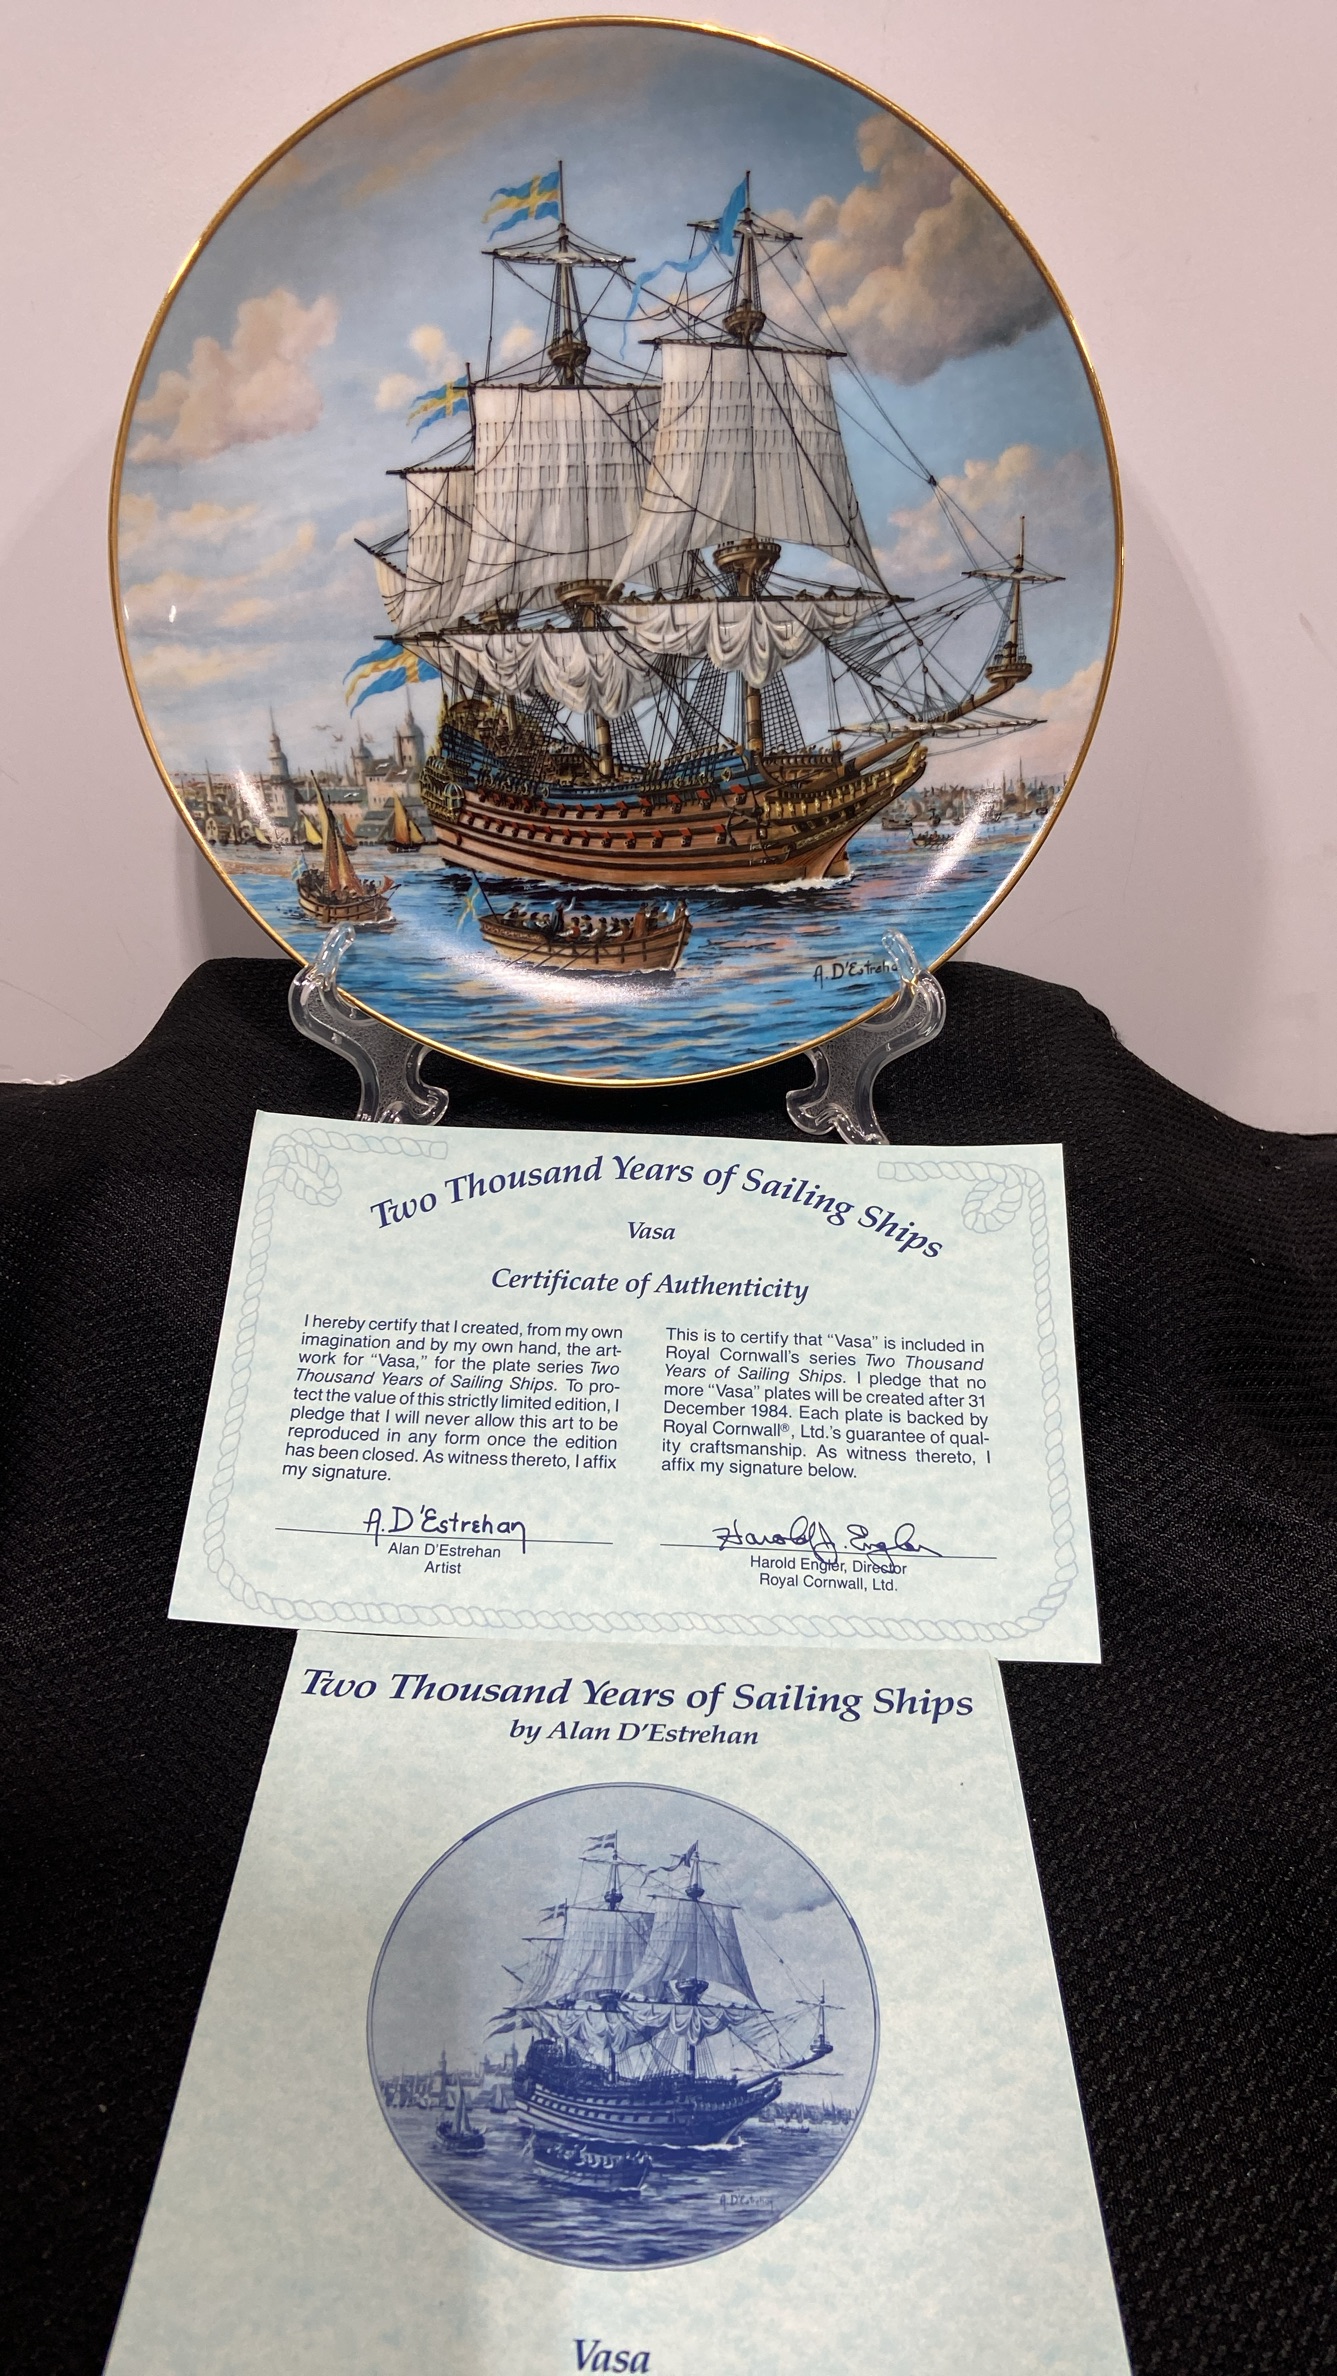 A. D'Estreha
Two Thousand Years of Sailing Ships
Vasa
Certificate of Authenticity
I hereby certify that I created, from my own
imagination and by my own hand, the art-
work for “Vasa,” for the plate series Two
Thousand Years of Sailing Ships. To pro-
tect the value of this strictly limited edition, I
pledge that I will never allow this art to be
reproduced in any form once the edition
has been closed. As witness thereto, I affix
my signature.
A. D'Estrehan
Alan D'Estrehan
Artist
This is to certify that “Vasa” is included in
Royal Cornwall's series Two Thousand
Years of Sailing Ships. I pledge that no
more “Vasa” plates will be created after 31
December 1984. Each plate is backed by
Royal Cornwall®, Ltd.'s guarantee of qual-
ity craftsmanship. As witness thereto, I
affix my signature below.
Harold J. Engler
Harold Engler, Director
Royal Cornwall, Ltd.
Two Thousand Years of Sailing Ships
by Alan D'Estrehan
A. D'Estrehan
Vasa